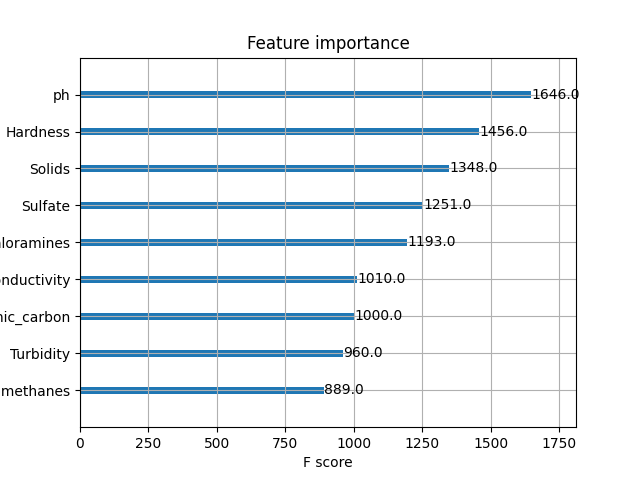 Feature importance
ph 1646.0
Hardness 1456.0
Solids 1348.0
Sulfate 1251.0
loramines 1193.0
nductivity 1010.0
nic_carbon 1000.0
Turbidity 960.0
methanes 889.0
0 250 500 750 1000 1250 1500 1750
F score